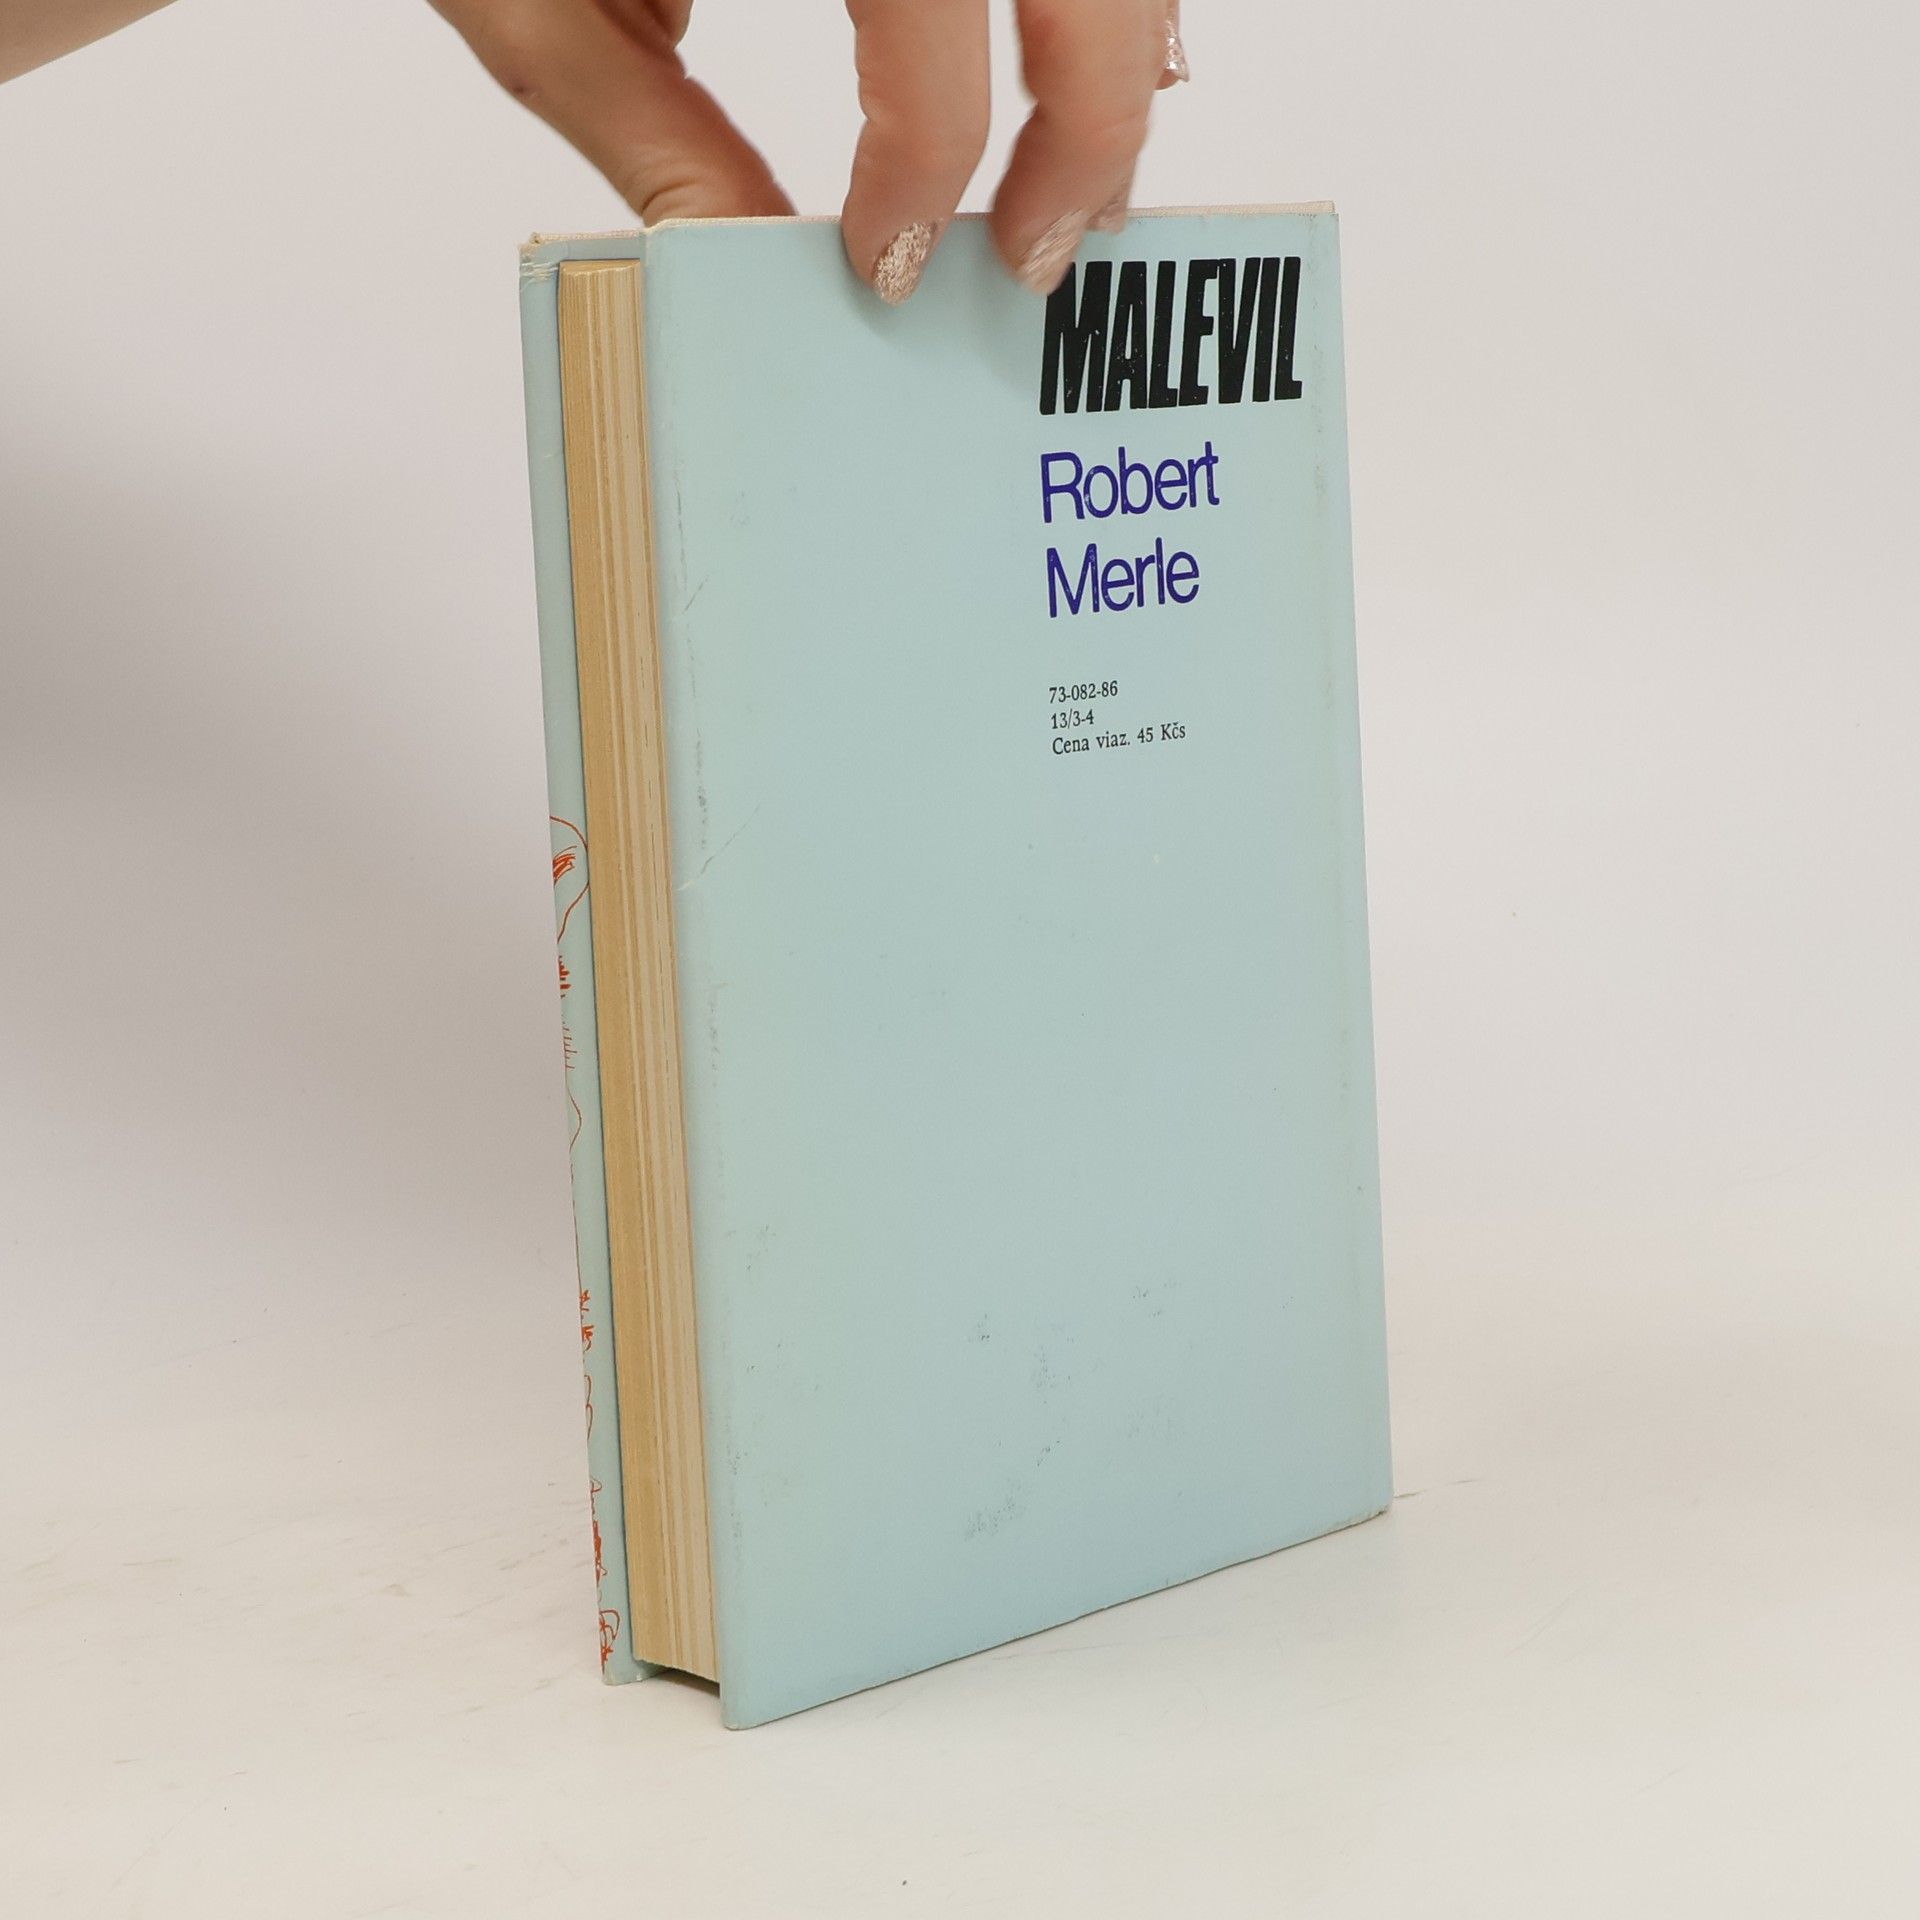 MALEVIL
Robert
Merle
73-082-86
13/3-4
Cena viaz. 45 Kčs